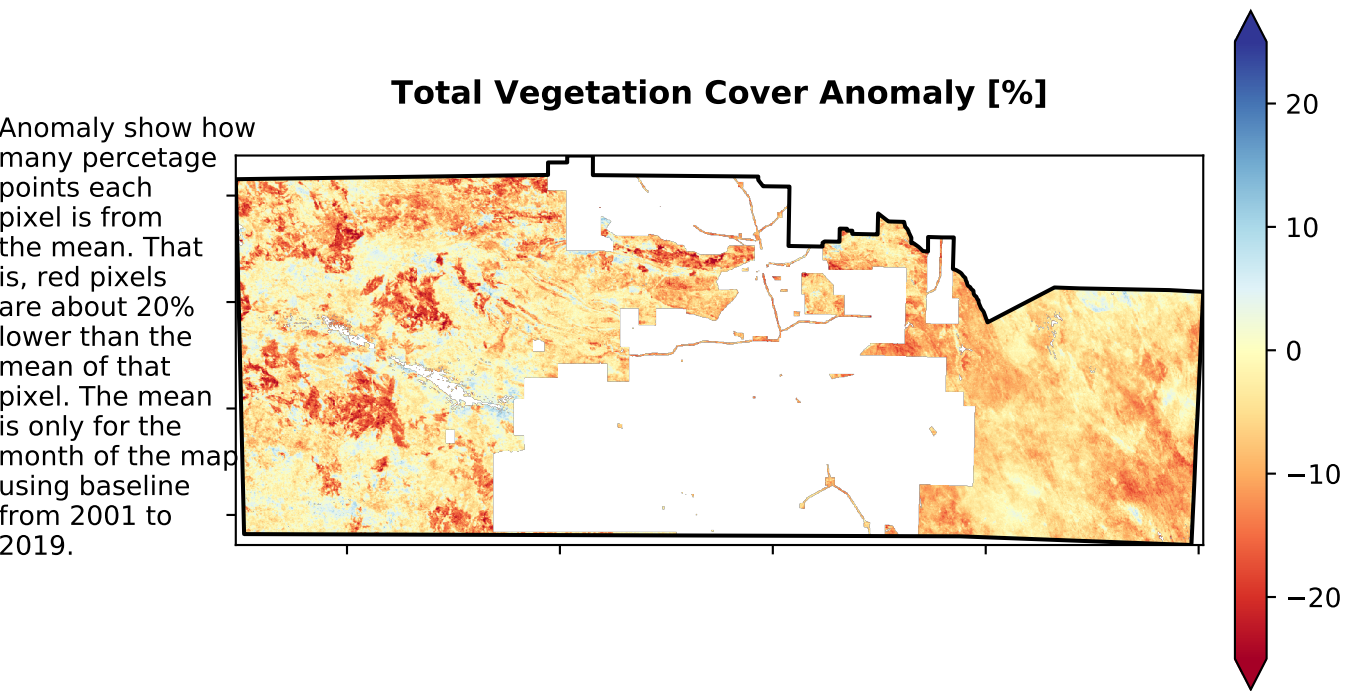 Total Vegetation Cover Anomaly [%]
Anomaly show how
many percetage
points each
pixel is from
the mean. That
is, red pixels
are about 20%
lower than the
mean of that
pixel. The mean
is only for the
month of the map
using baseline
from 2001 to
2019.
20
10
0
−10
−20